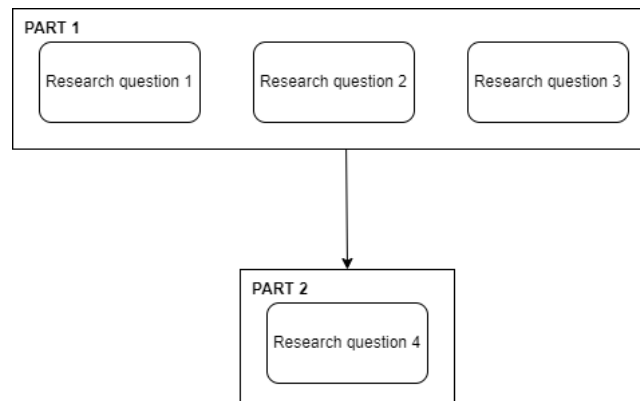 PART 1
Research question 1
Research question 2
Research question 3
PART 2
Research question 4